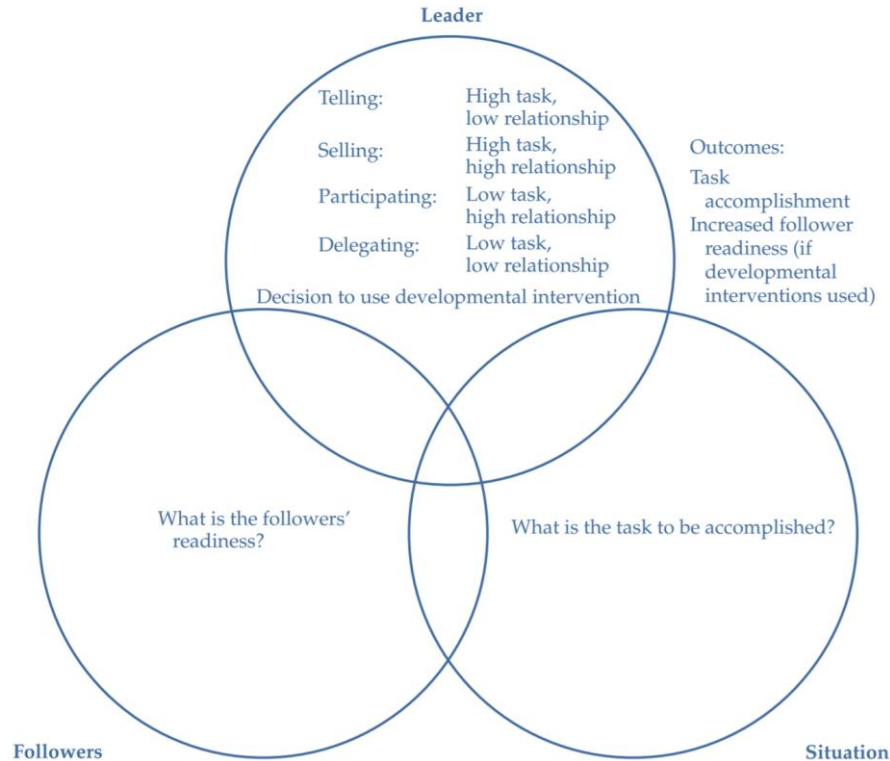 Leader
Telling: High task,
low relationship
Selling: High task,
high relationship
Participating: Low task,
high relationship
Delegating: Low task,
low relationship
Decision to use developmental intervention
Outcomes:
Task
accomplishment
Increased follower
readiness (if
developmental
interventions used)
What is the followers’
readiness?
What is the task to be accomplished?
Followers
Situation